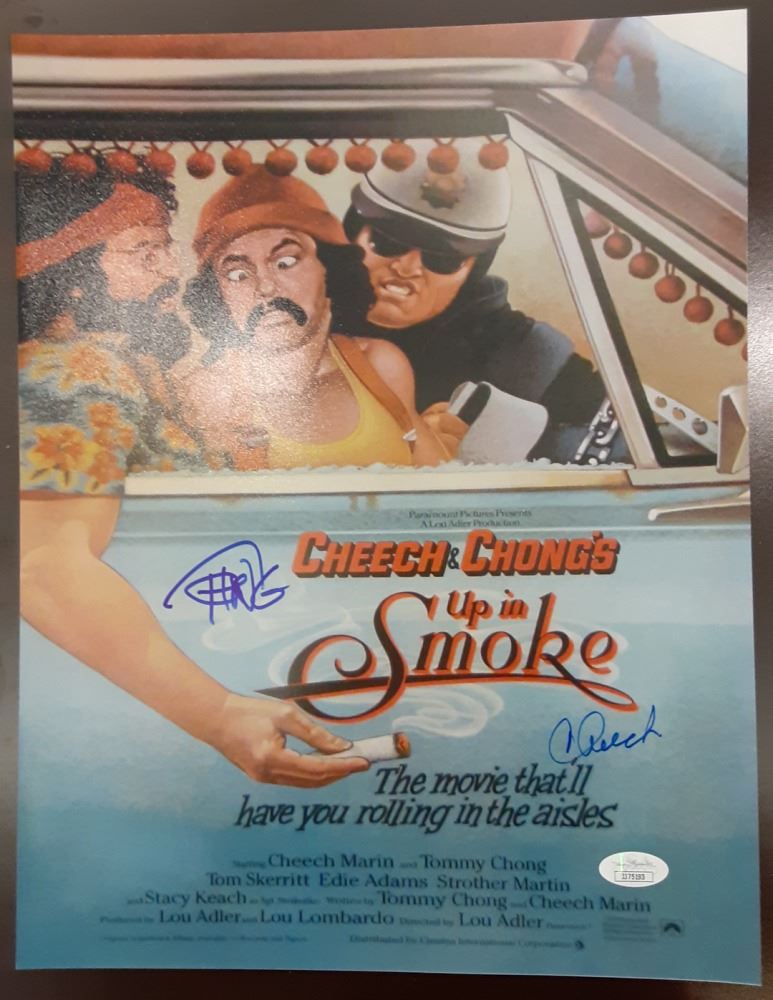 Paramount Pictures Presents
A Lou Adler Production
CHEECH & CHONG'S
Up in
Smoke
CHONG
Cheech
The movie that'll
have you rolling in the aisles
Starring Cheech Marin and Tommy Chong
Tom Skerritt Edie Adams Strother Martin
and Stacy Keach as Sgt Stedenko Written by Tommy Chong and Cheech Marin
Produced by Lou Adler and Lou Lombardo Directed by Lou Adler
Distributed by Cinema International Corporation